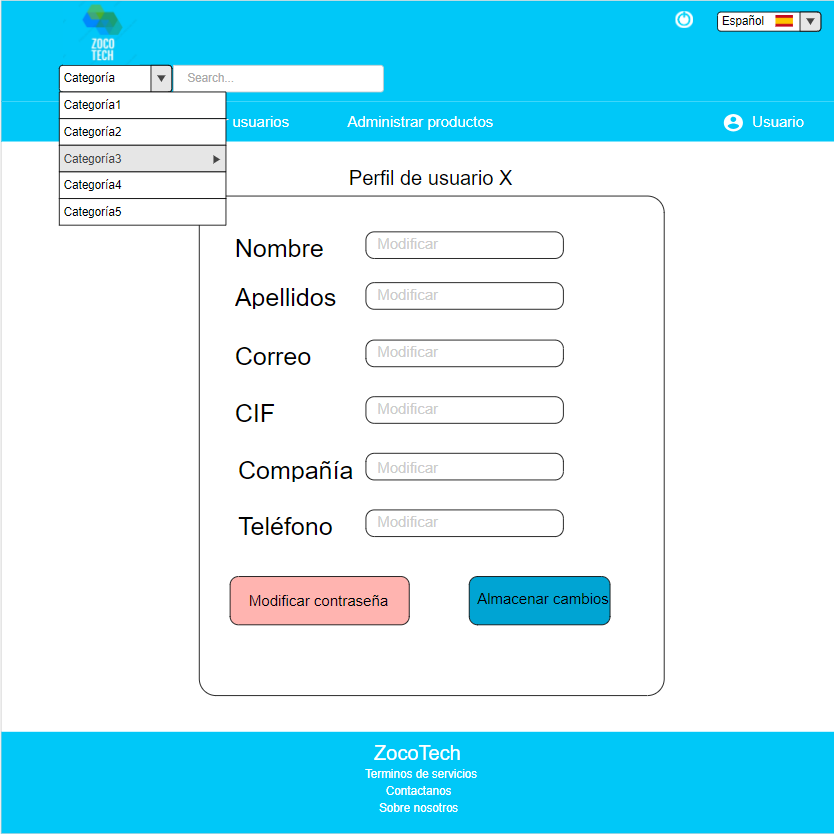 ZOCO
TECH
Español
Categoría
Search...
Categoría1
Categoría2
Categoría3
Categoría4
Categoría5
usuarios
Administrar productos
Usuario
Perfil de usuario X
Nombre
Modificar
Apellidos
Modificar
Correo
Modificar
CIF
Modificar
Compañía
Modificar
Teléfono
Modificar
Modificar contraseña
Almacenar cambios
ZocoTech
Terminos de servicios
Contactanos
Sobre nosotros